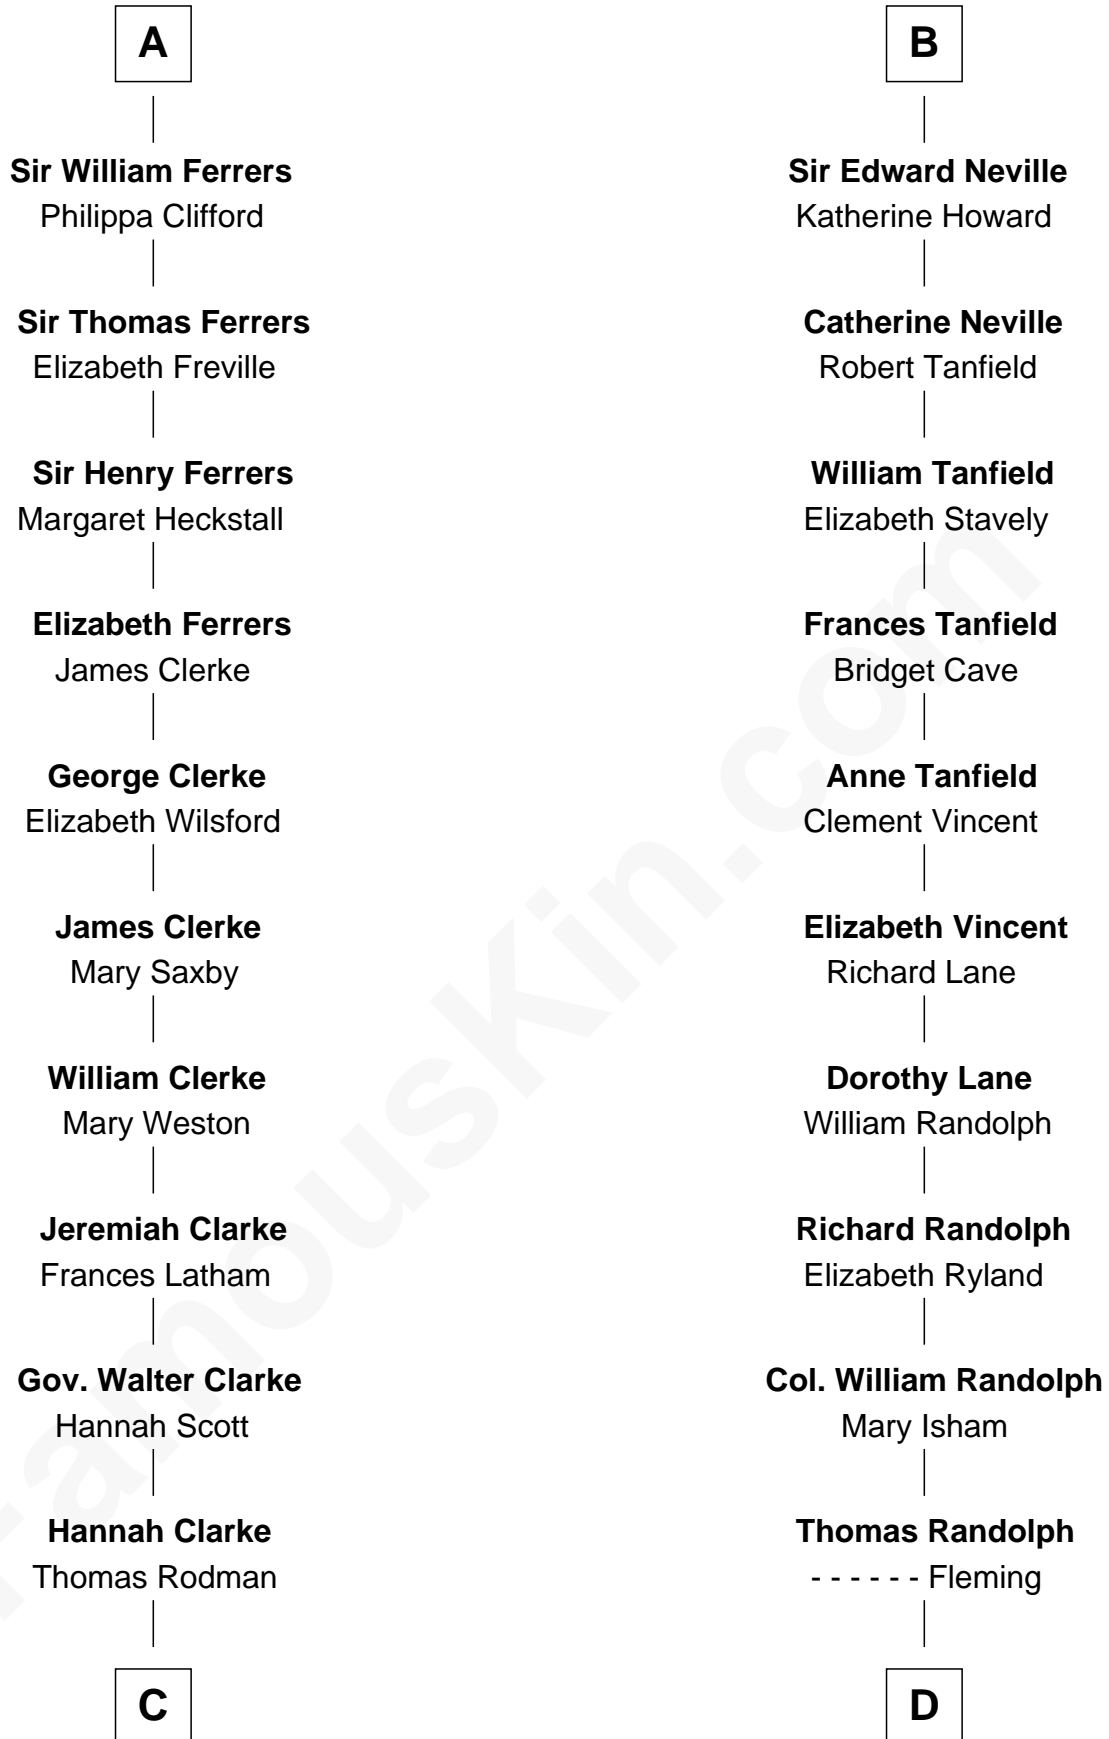 A
Sir William Ferrers
Philippa Clifford
Sir Thomas Ferrers
Elizabeth Freville
Sir Henry Ferrers
Margaret Heckstall
Elizabeth Ferrers
James Clerke
George Clerke
Elizabeth Wilsford
James Clerke
Mary Saxby
William Clerke
Mary Weston
Jeremiah Clarke
Frances Latham
Gov. Walter Clarke
Hannah Scott
Hannah Clarke
Thomas Rodman
C
B
Sir Edward Neville
Katherine Howard
Catherine Neville
Robert Tanfield
William Tanfield
Elizabeth Stavely
Frances Tanfield
Bridget Cave
Anne Tanfield
Clement Vincent
Elizabeth Vincent
Richard Lane
Dorothy Lane
William Randolph
Richard Randolph
Elizabeth Ryland
Col. William Randolph
Mary Isham
Thomas Randolph
- - - - - - Fleming
D
FamousKin.com